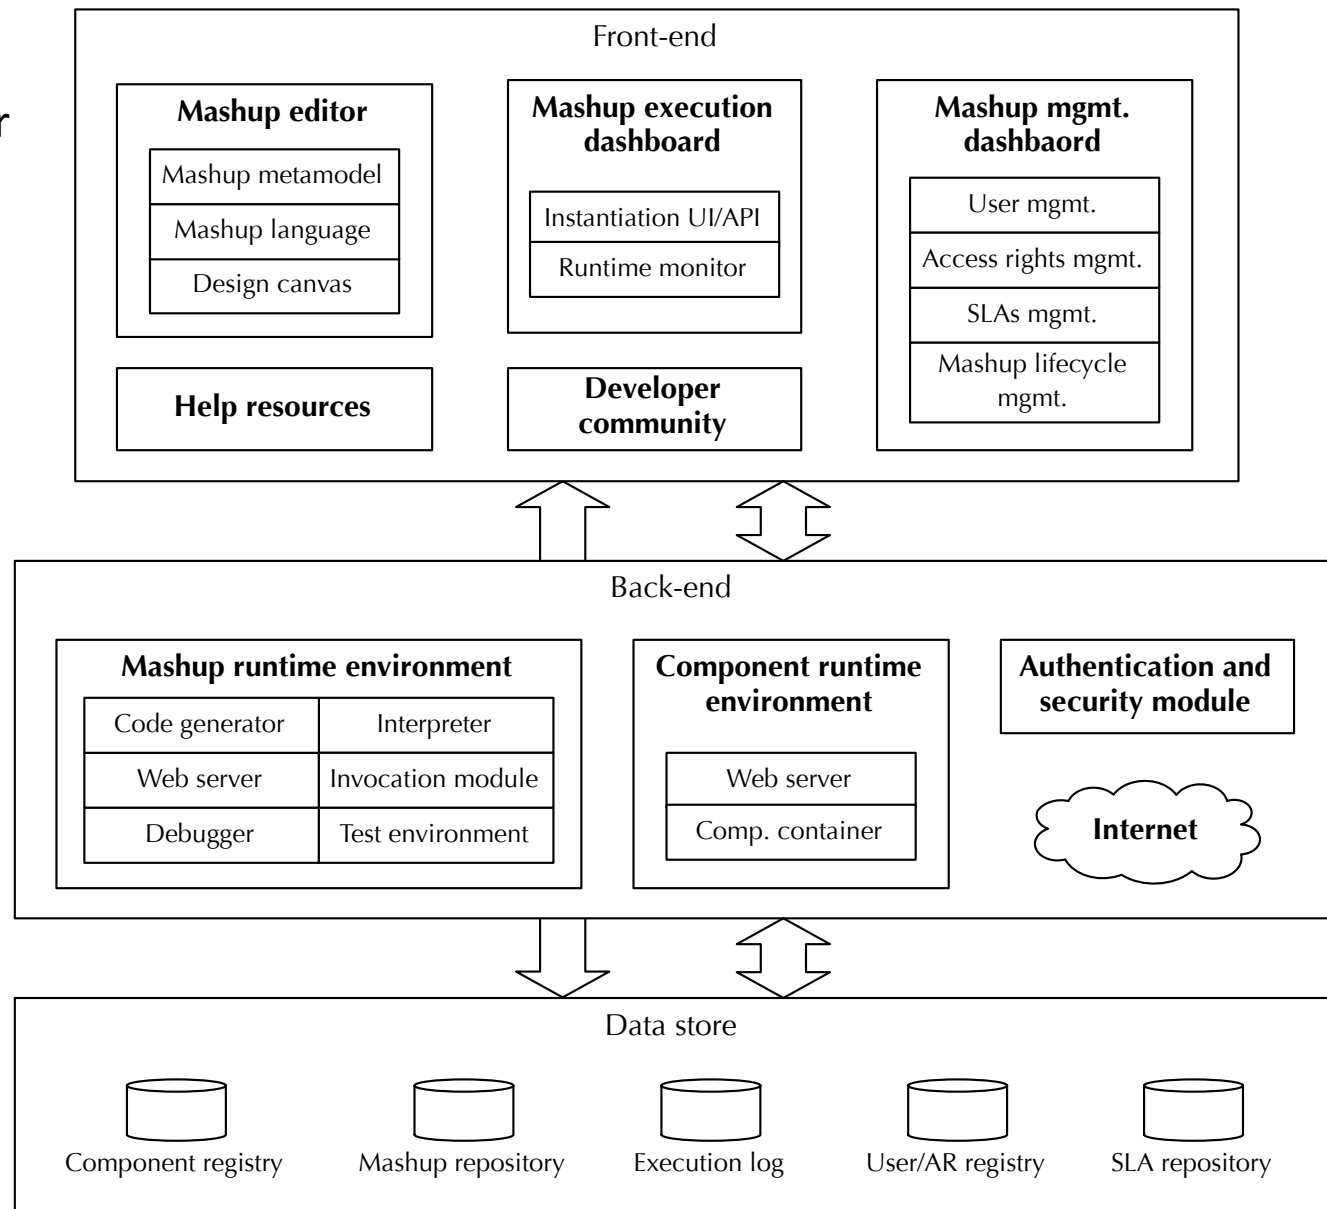 Front-end
r
Mashup editor
Mashup metamodel
Mashup language
Design canvas
Mashup execution
dashboard
Instantiation UI/API
Runtime monitor
Mashup mgmt.
dashbaord
User mgmt.
Access rights mgmt.
SLAs mgmt.
Mashup lifecycle
mgmt.
Help resources
Developer
community
Back-end
Mashup runtime environment
Code generator
Interpreter
Web server
Invocation module
Debugger
Test environment
Component runtime
environment
Web server
Comp. container
Authentication and
security module
Internet
Data store
Component registry
Mashup repository
Execution log
User/AR registry
SLA repository